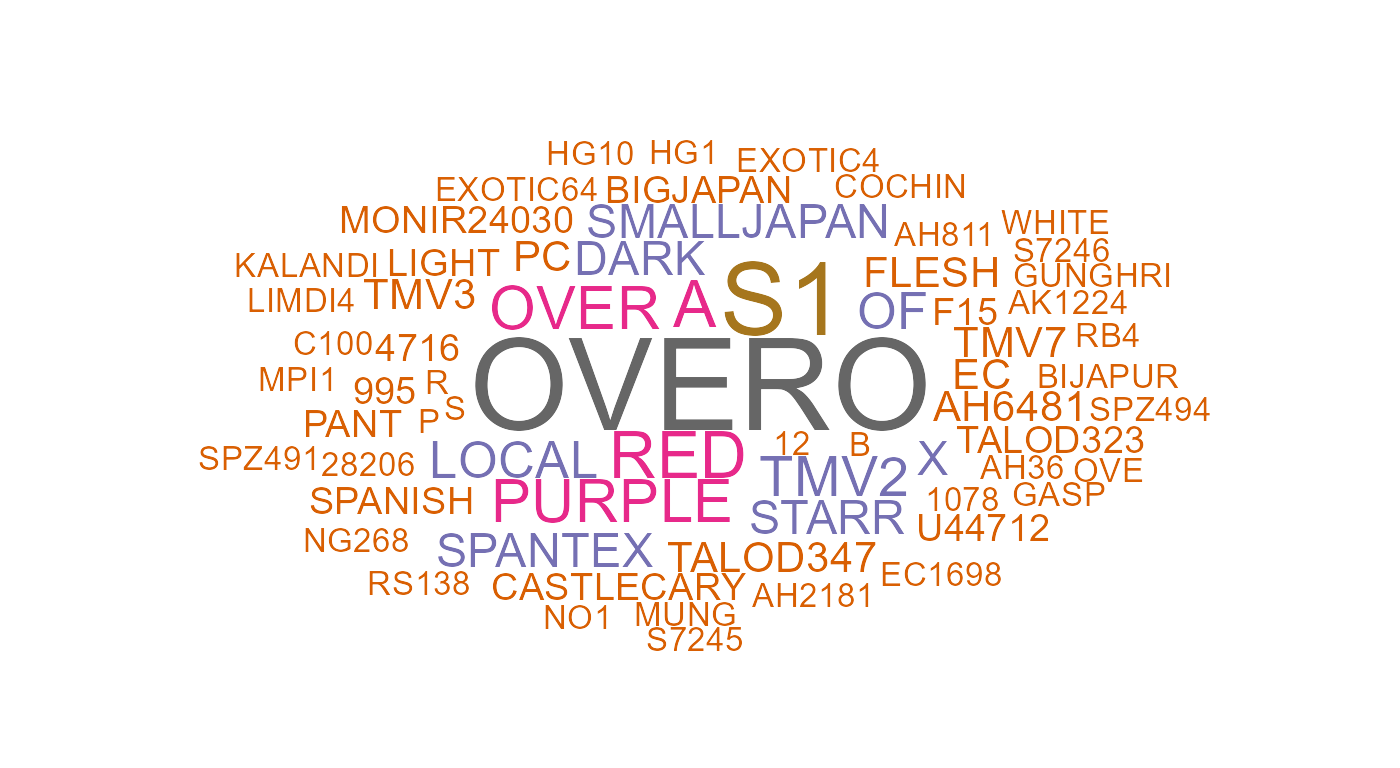 HG10 HG1 EXOTIC4
EXOTIC64 BIGJAPAN COCHIN
MONIR24030 SMALLJAPAN AH811 WHITE
KALANDI LIGHT PC DARK S7246
FLESH GUNGHRI
LIMDI4 TMV3 OVER A S1 OF F15 AK1224
C100 4716 TMV7 RB4
MPI1 995 R OVERO EC BIJAPUR
PANT P S AH6481 SPZ494
SPZ491 28206 LOCAL RED 12 B X TALOD323
TMV2 AH36 OVE
SPANISH PURPLE STARR 1078 GASP
U44712
NG268 SPANTEX TALOD347
RS138 CASTLECARY AH2181 EC1698
NO1 MUNG
S7245